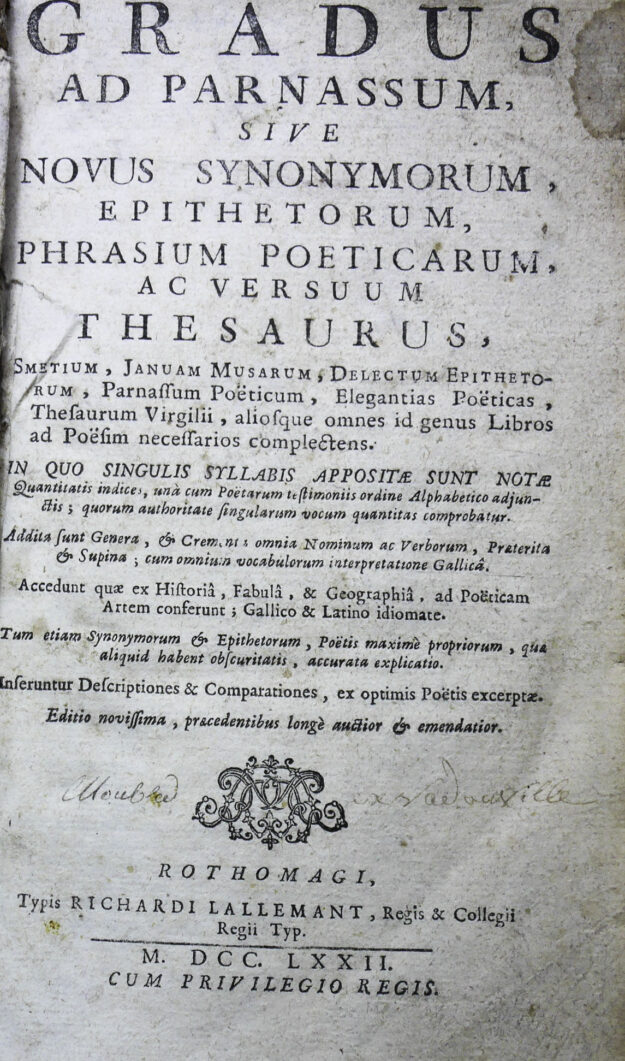 GRADUS
AD PARNASSUM,
SIVE
NOVUS SYNONYMORUM,
EPITHETORUM,
PHRASIUM POETICARUM,
AC VERSUUM
THESAURUS,
SMETIUM, JANUAM MUSARUM, DELECTUM EPITHETO-
RUM, Parnaſſum Poëticum, Elegantias Poëticas,
Theſaurum Virgilii, alioſque omnes id genus Libros
ad Poëſim neceſſarios complectens.
IN QUO SINGULIS SYLLABIS APPOSITÆ SUNT NOTÆ
Quantitatis indices, unà cum Poëtarum teſtimoniis ordine Alphabetico adjun-
ctis; quorum authoritate ſingularum vocum quantitas comprobatur.
Addita ſunt Genera, & Crementa omnia Nominum ac Verborum, Præterita
& Supina; cum omnium vocabulorum interpretatione Gallicâ.
Accedunt quæ ex Hiſtoriâ, Fabulâ, & Geographiâ, ad Poëticam
Artem conferunt; Gallico & Latino idiomate.
Tum etiam Synonymorum & Epithetorum, Poëtis maximè propriorum, quæ
aliquid habent obſcuritatis, accurata explicatio.
Inſeruntur Deſcriptiones & Comparationes, ex optimis Poëtis excerptæ.
Editio noviſſima, præcedentibus longè auctior & emendatior.
ROTHOMAGI,
Typis RICHARDI LALLEMANT, Regis & Collegii
Regii Typ.
M. DCC. LXXII.
CUM PRIVILEGIO REGIS.